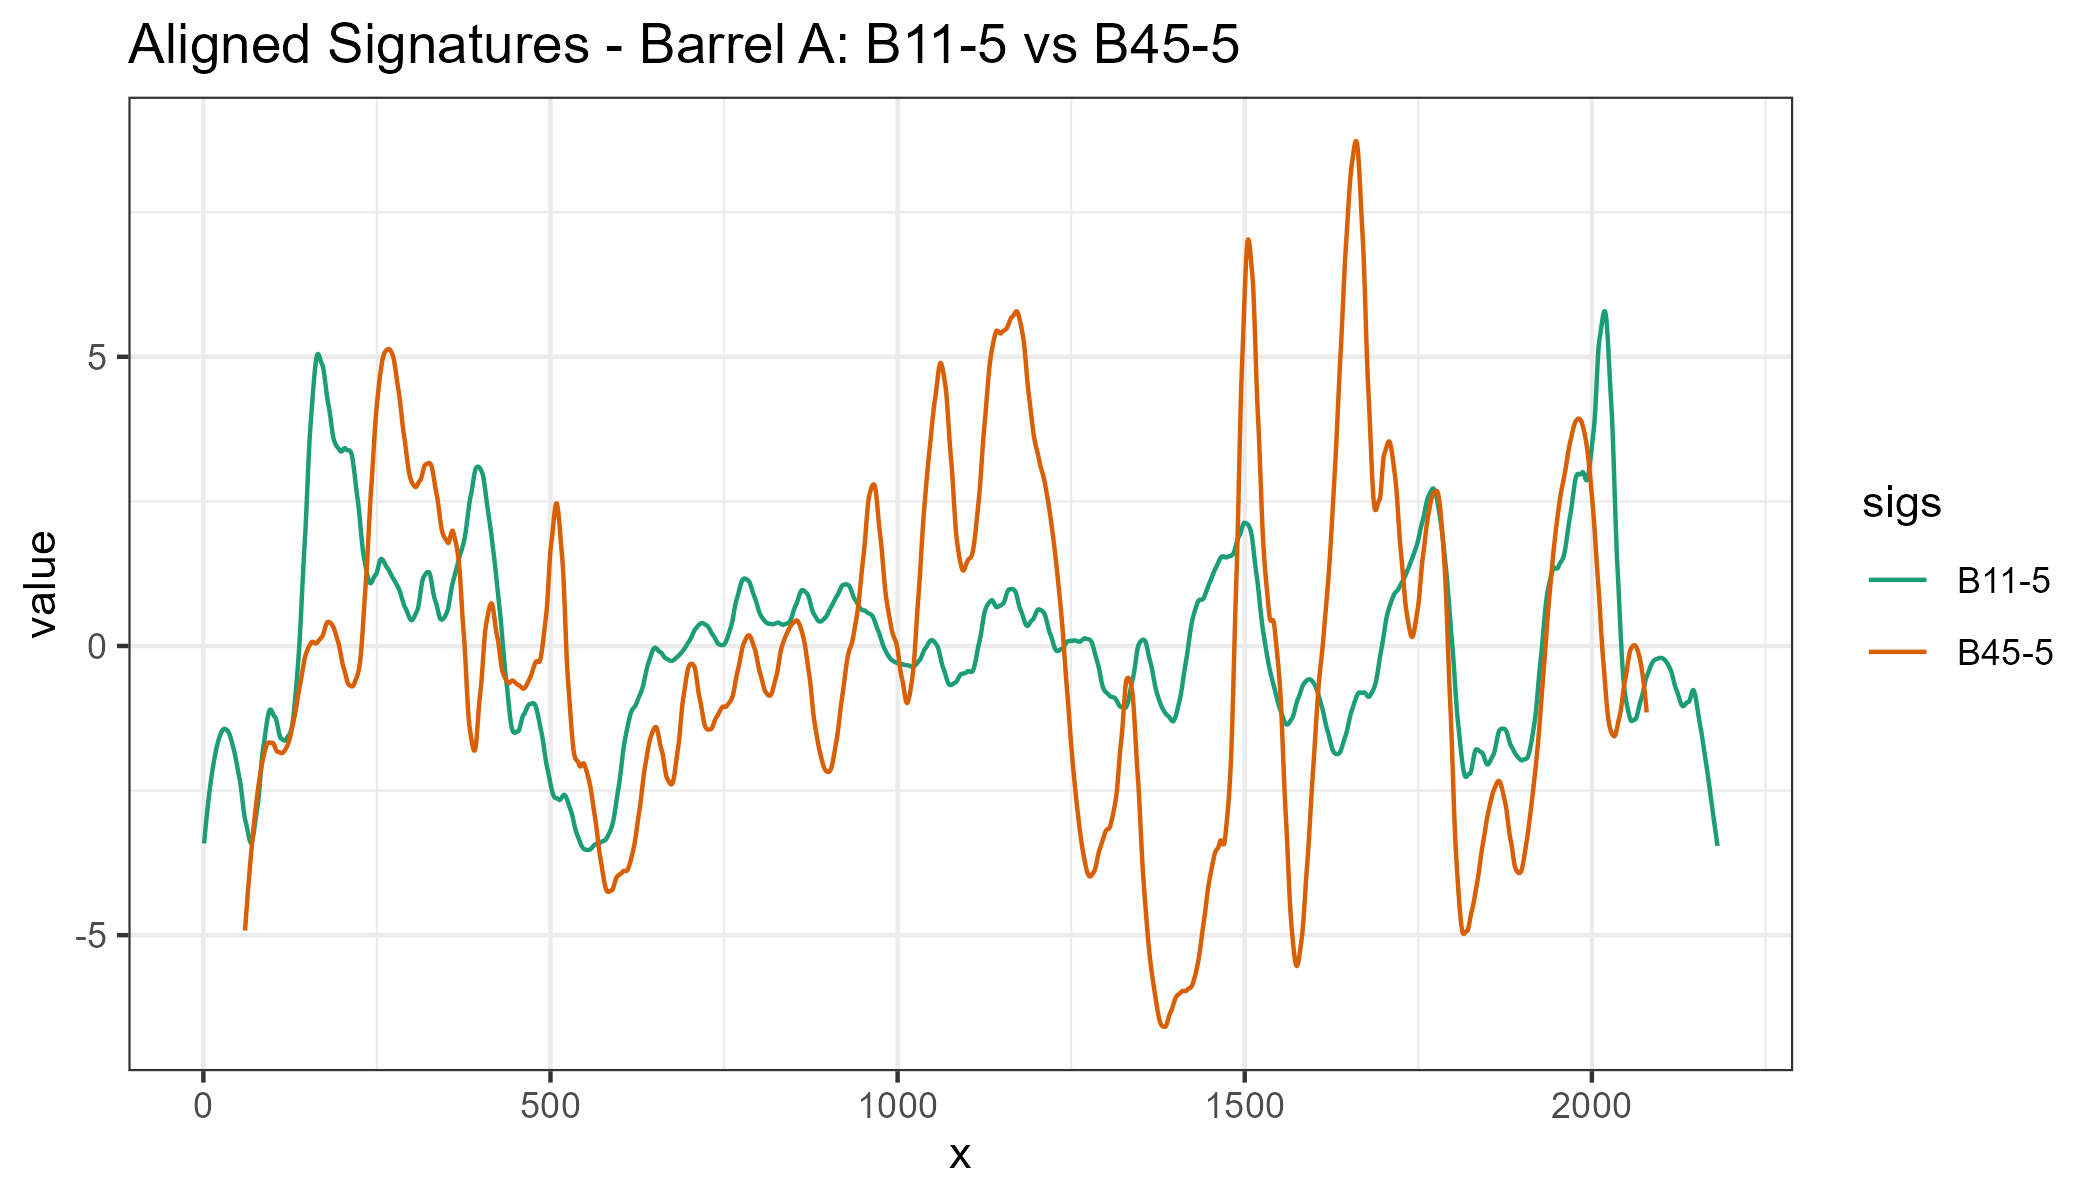 Aligned Signatures - Barrel A: B11-5 vs B45-5
value
5
0
-5
0 500 1000 1500 2000
x
sigs
B11-5
B45-5